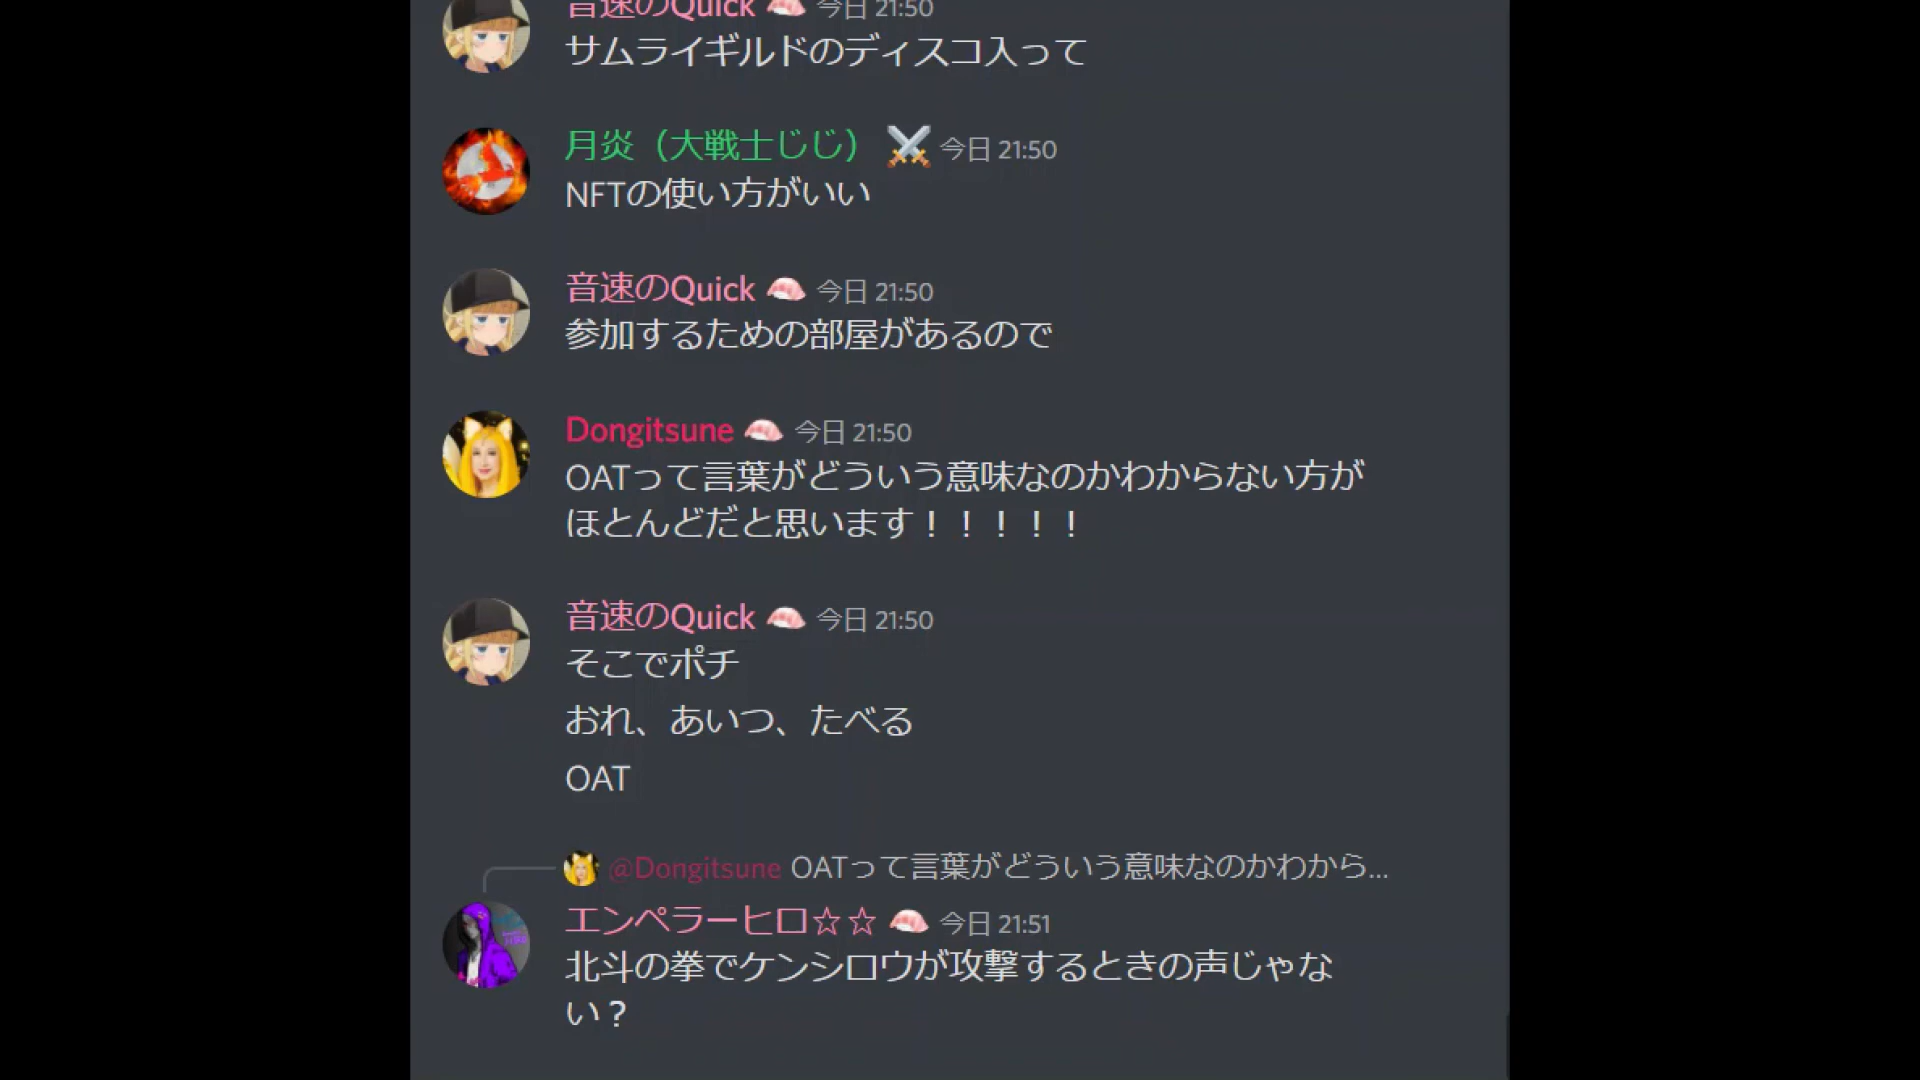 音速のQuick 今日 21:50
サムライギルドのディスコ入って
月炎（大戦士じじ） 今日 21:50
NFTの使い方がいい
音速のQuick 今日 21:50
参加するための部屋があるので
Dongitsune 今日 21:50
OATって言葉がどういう意味なのかわからない方が
ほとんどだと思います！！！！！
音速のQuick 今日 21:50
そこでポチ
おれ、あいつ、たべる
OAT
@Dongitsune OATって言葉がどういう意味なのかわから...
エンペラーヒロ☆☆ 今日 21:51
北斗の拳でケンシロウが攻撃するときの声じゃな
い？